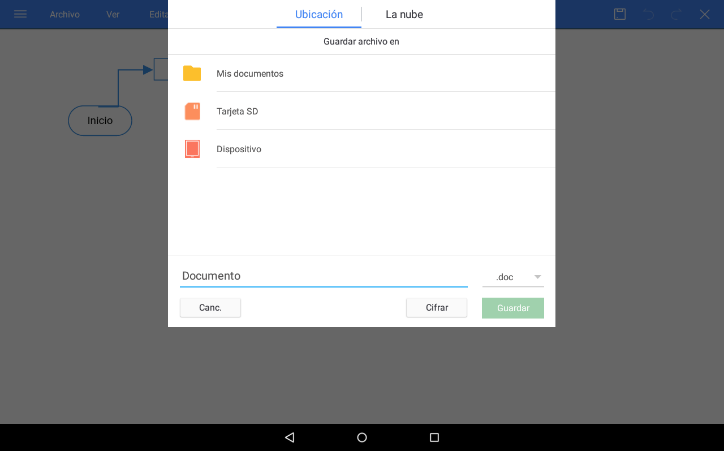 Archivo Ver Edita
Ubicación La nube
Guardar archivo en
Mis documentos
Tarjeta SD
Dispositivo
Inicio
Documento .doc
Canc. Cifrar Guardar